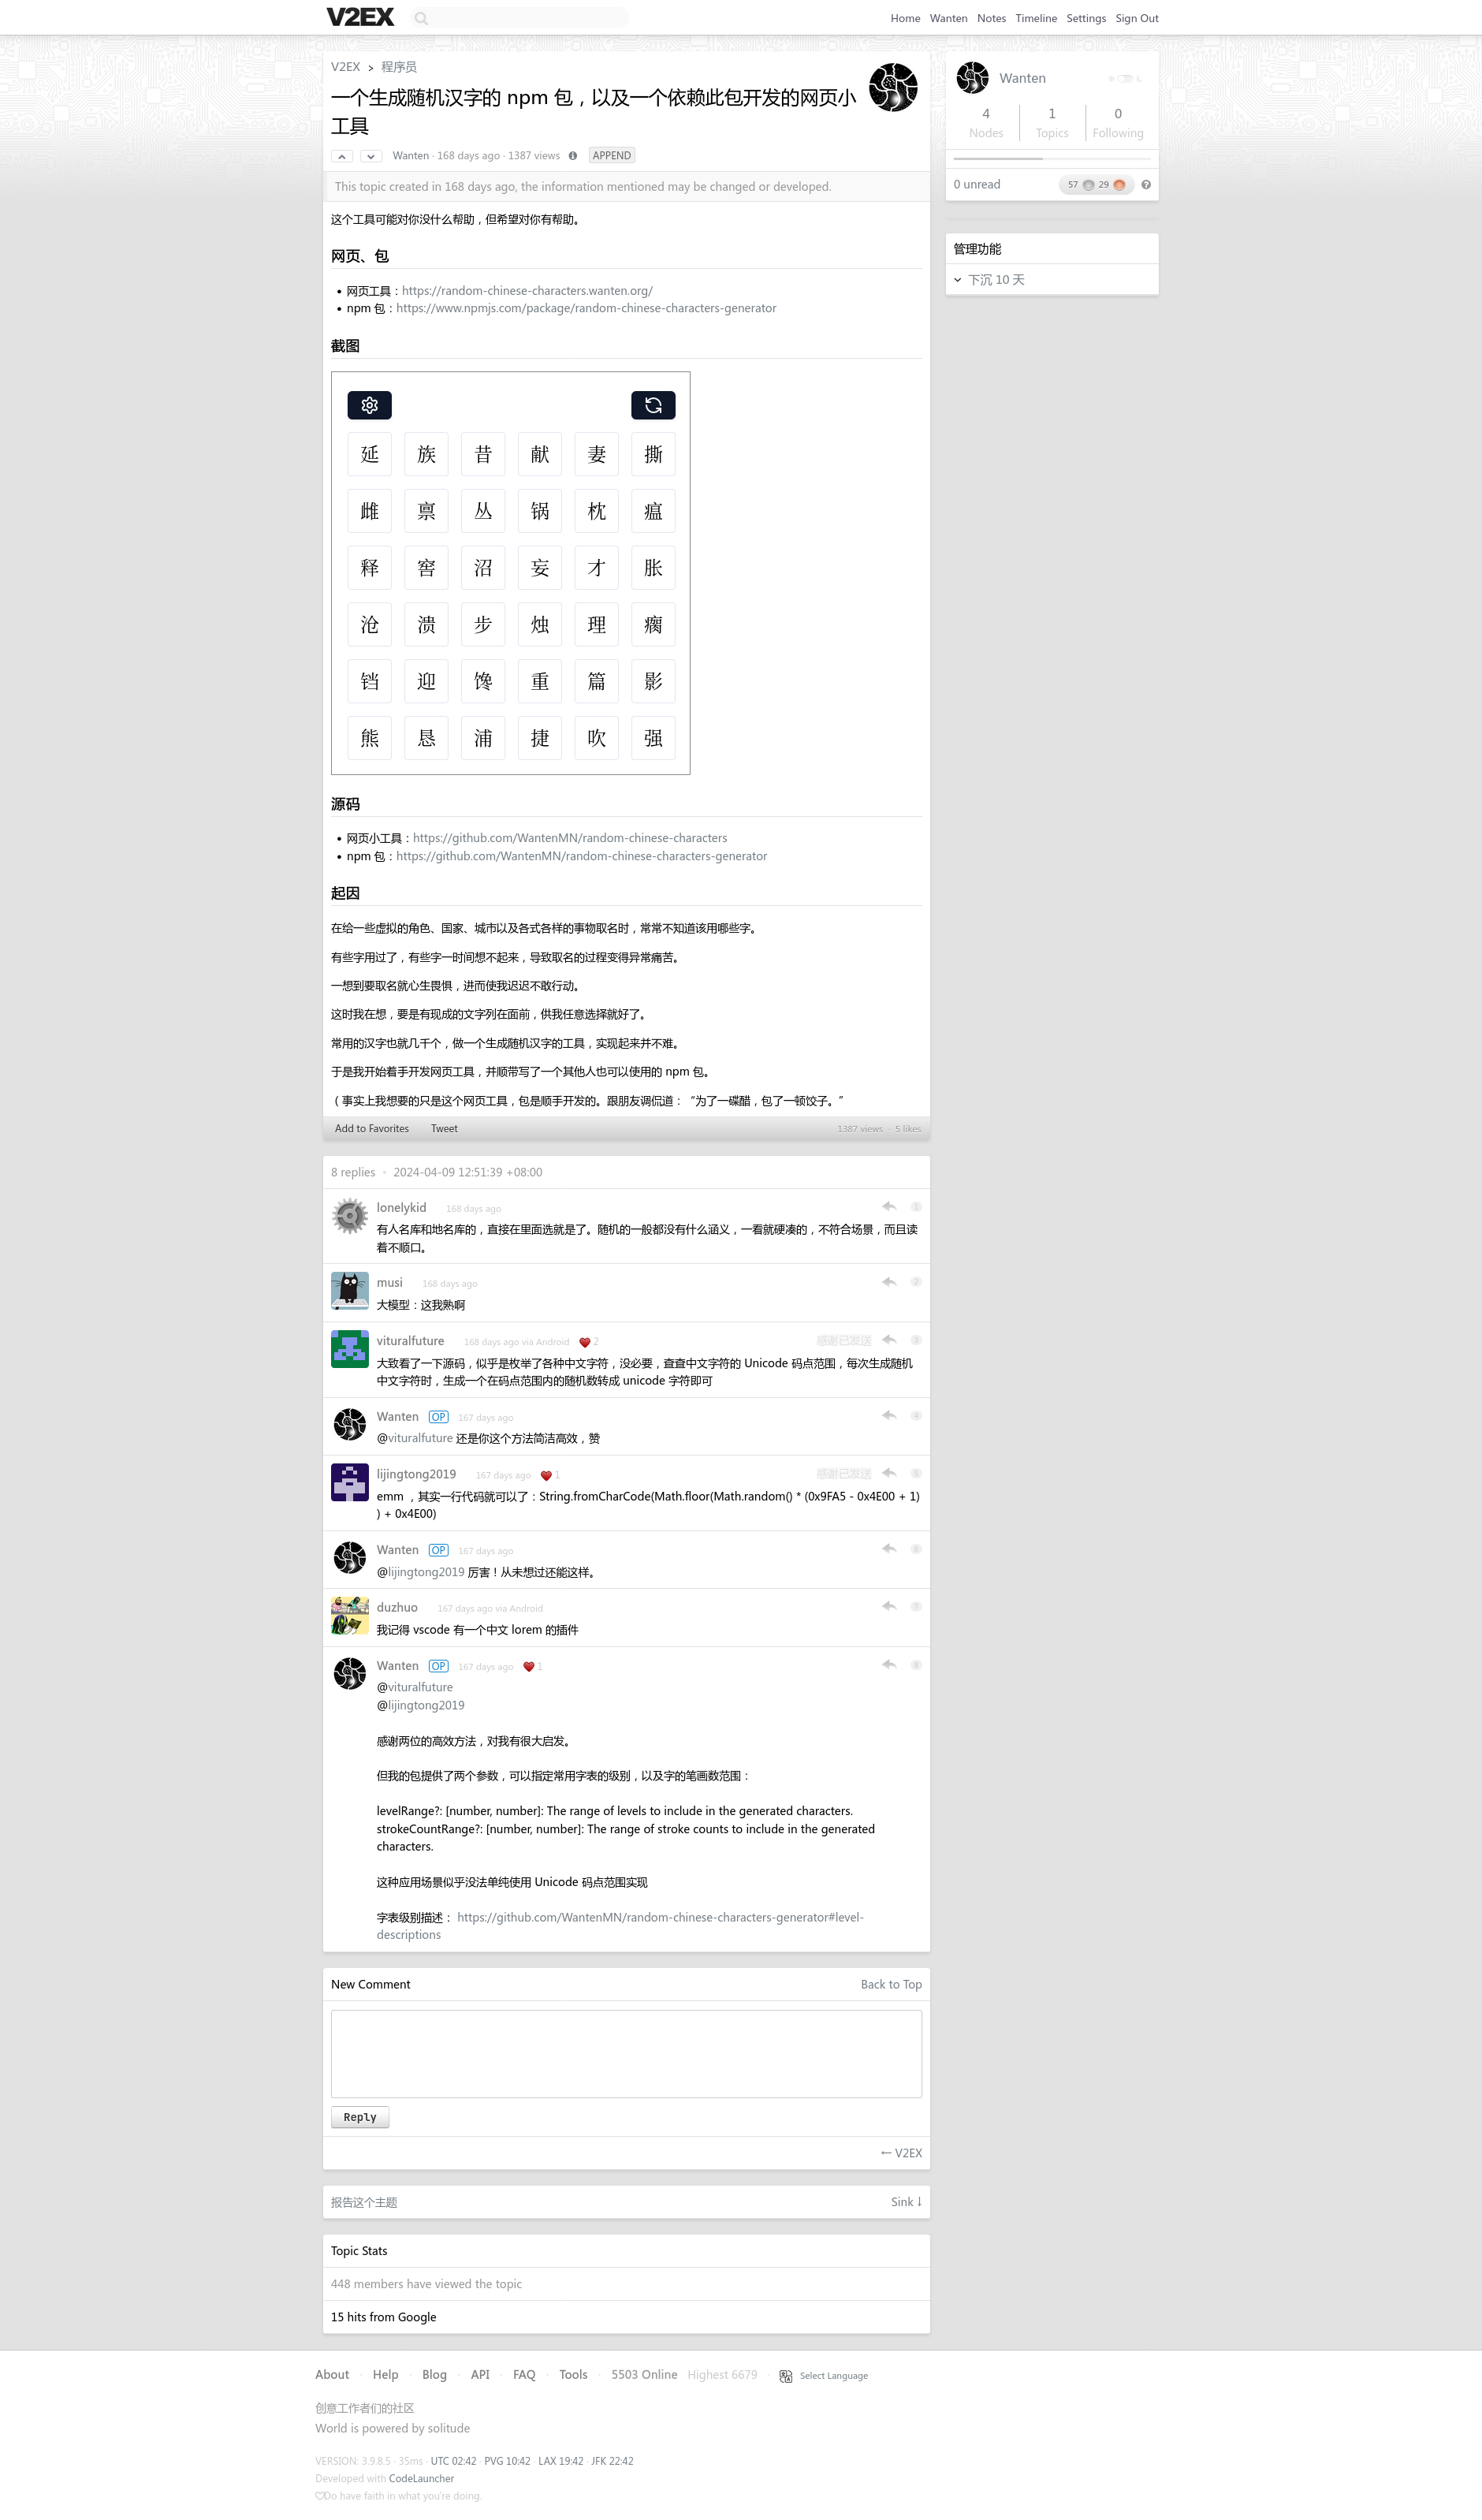 V2EX
Home Wanten Notes Timeline Settings Sign Out
V2EX > 程序员
一个生成随机汉字的 npm 包，以及一个依赖此包开发的网页小
工具
Wanten · 168 days ago · 1387 views APPEND
This topic created in 168 days ago, the information mentioned may be changed or developed.
这个工具可能对你没什么帮助，但希望对你有帮助。
网页、包
• 网页工具：https://random-chinese-characters.wanten.org/
• npm 包：https://www.npmjs.com/package/random-chinese-characters-generator
截图
延 族 昔 献 妻 撕
雌 禀 丛 锅 枕 瘟
释 窖 沼 妄 才 胀
沧 溃 步 烛 理 瘸
铛 迎 馋 重 篇 影
熊 恳 浦 捷 吹 强
源码
• 网页小工具：https://github.com/WantenMN/random-chinese-characters
• npm 包：https://github.com/WantenMN/random-chinese-characters-generator
起因
在给一些虚拟的角色、国家、城市以及各式各样的事物取名时，常常不知道该用哪些字。
有些字用过了，有些字一时间想不起来，导致取名的过程变得异常痛苦。
一想到要取名就心生畏惧，进而使我迟迟不敢行动。
这时我在想，要是有现成的文字列在面前，供我任意选择就好了。
常用的汉字也就几千个，做一个生成随机汉字的工具，实现起来并不难。
于是我开始着手开发网页工具，并顺带写了一个其他人也可以使用的 npm 包。
（事实上我想要的只是这个网页工具，包是顺手开发的。跟朋友调侃道：“为了一碟醋，包了一顿饺子。”
Add to Favorites Tweet 1387 views · 5 likes
8 replies • 2024-04-09 12:51:39 +08:00
lonelykid 168 days ago 1
有人名库和地名库的，直接在里面选就是了。随机的一般都没有什么涵义，一看就硬凑的，不符合场景，而且读
着不顺口。
musi 168 days ago 2
大模型：这我熟啊
vituralfuture 168 days ago via Android 2 感谢已发送 3
大致看了一下源码，似乎是枚举了各种中文字符，没必要，查查中文字符的 Unicode 码点范围，每次生成随机
中文字符时，生成一个在码点范围内的随机数转成 unicode 字符即可
Wanten OP 167 days ago 4
@vituralfuture 还是你这个方法简洁高效，赞
lijingtong2019 167 days ago 1 感谢已发送 5
emm ，其实一行代码就可以了：String.fromCharCode(Math.floor(Math.random() * (0x9FA5 - 0x4E00 + 1)
) + 0x4E00)
Wanten OP 167 days ago 6
@lijingtong2019 厉害！从未想过还能这样。
duzhuo 167 days ago via Android 7
我记得 vscode 有一个中文 lorem 的插件
Wanten OP 167 days ago 1 8
@vituralfuture
@lijingtong2019
感谢两位的高效方法，对我有很大启发。
但我的包提供了两个参数，可以指定常用字表的级别，以及字的笔画数范围：
levelRange?: [number, number]: The range of levels to include in the generated characters.
strokeCountRange?: [number, number]: The range of stroke counts to include in the generated
characters.
这种应用场景似乎没法单纯使用 Unicode 码点范围实现
字表级别描述： https://github.com/WantenMN/random-chinese-characters-generator#level-
descriptions
New Comment Back to Top
Reply
← V2EX
报告这个主题 Sink ↓
Topic Stats
448 members have viewed the topic
15 hits from Google
Wanten
4 1 0
Nodes Topics Following
0 unread 57 29
管理功能
下沉 10 天
About · Help · Blog · API · FAQ · Tools · 5503 Online Highest 6679 · Select Language
创意工作者们的社区
World is powered by solitude
VERSION: 3.9.8.5 · 35ms · UTC 02:42 · PVG 10:42 · LAX 19:42 · JFK 22:42
Developed with CodeLauncher
♡Do have faith in what you're doing.